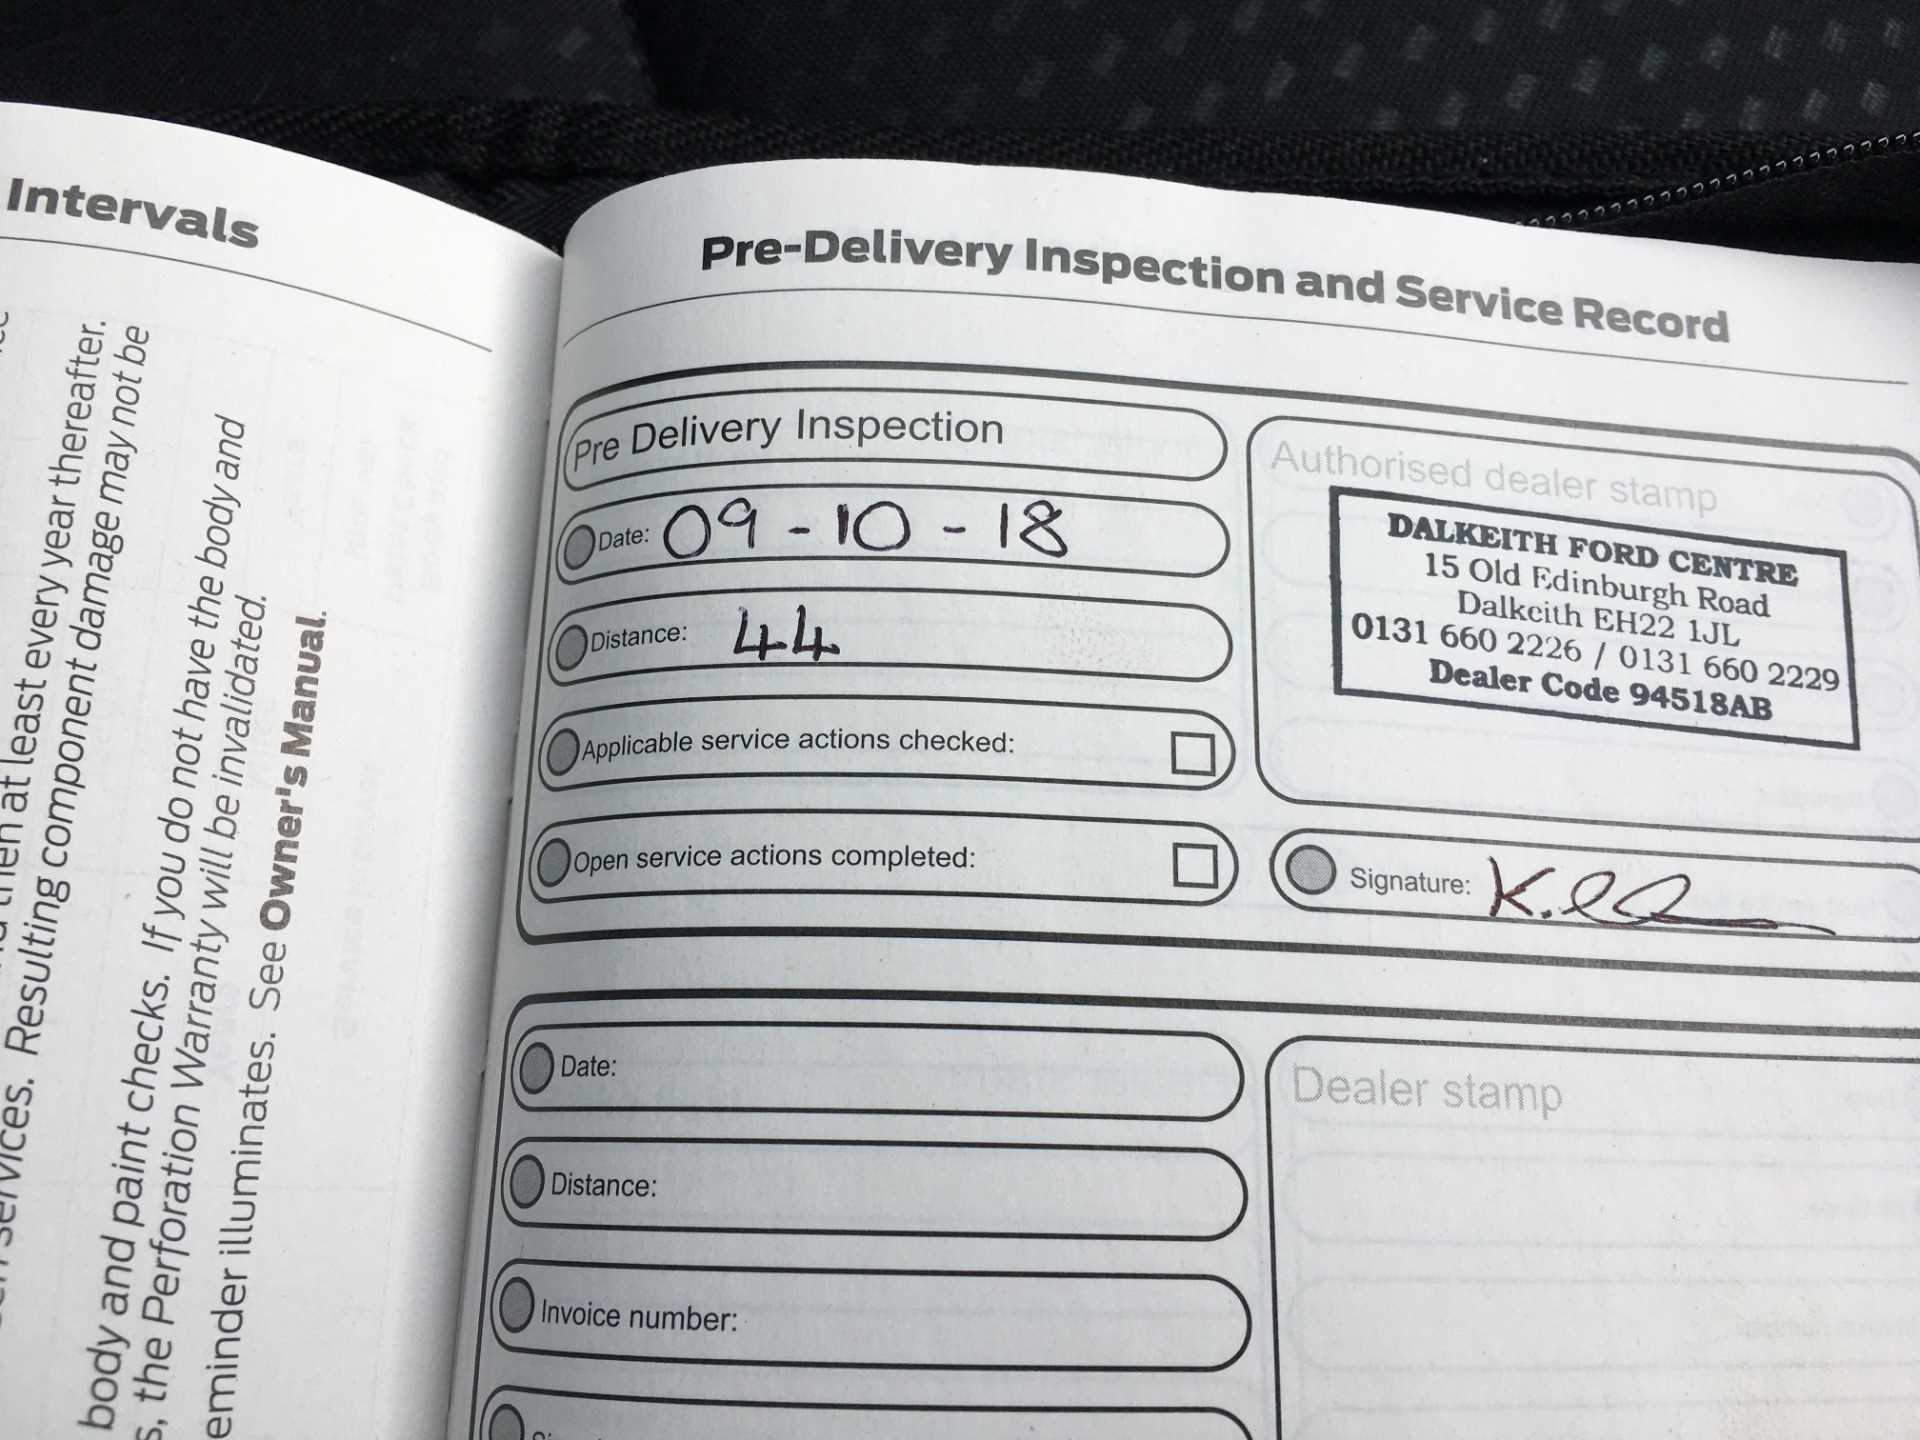 Intervals
thereafter.
n at least every year thereafter.
Services. Resulting component damage may not be
body and paint checks. If you do not have the body and
s, the Perforation Warranty will be invalidated.
eminder illuminates. See Owner's Manual.
Pre-Delivery Inspection and Service Record
Pre Delivery Inspection
Date: 09-10-18
Distance: 44
Applicable service actions checked:
Open service actions completed:
Authorised dealer stamp
DALKEITH FORD CENTRE
15 Old Edinburgh Road
Dalkeith EH22 1JL
0131 660 2226 / 0131 660 2229
Dealer Code 94518AB
Signature:
Date:
Distance:
Invoice number:
Dealer stamp